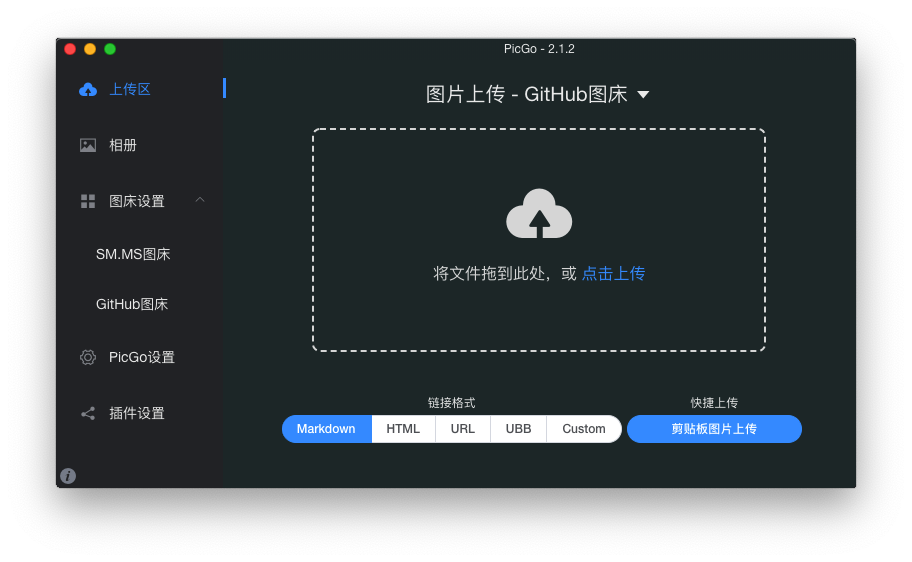 PicGo - 2.1.2
上传区
相册
图床设置
SM.MS图床
GitHub图床
PicGo设置
插件设置
图片上传 - GitHub图床
将文件拖到此处，或 点击上传
链接格式
Markdown HTML URL UBB Custom
快捷上传
剪贴板图片上传
i